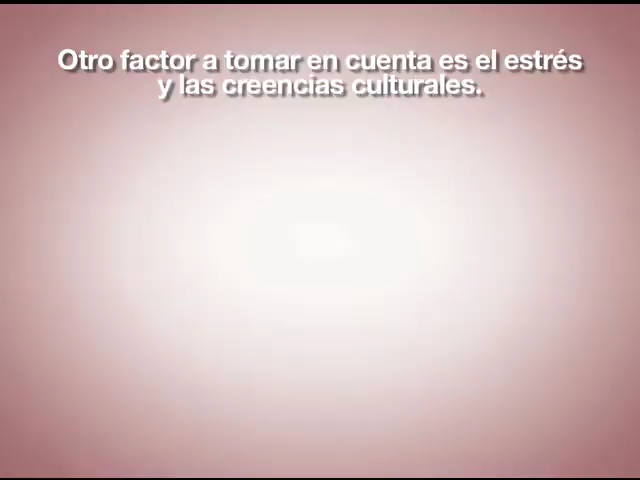 Otro factor a tomar en cuenta es el estrés
y las creencias culturales.